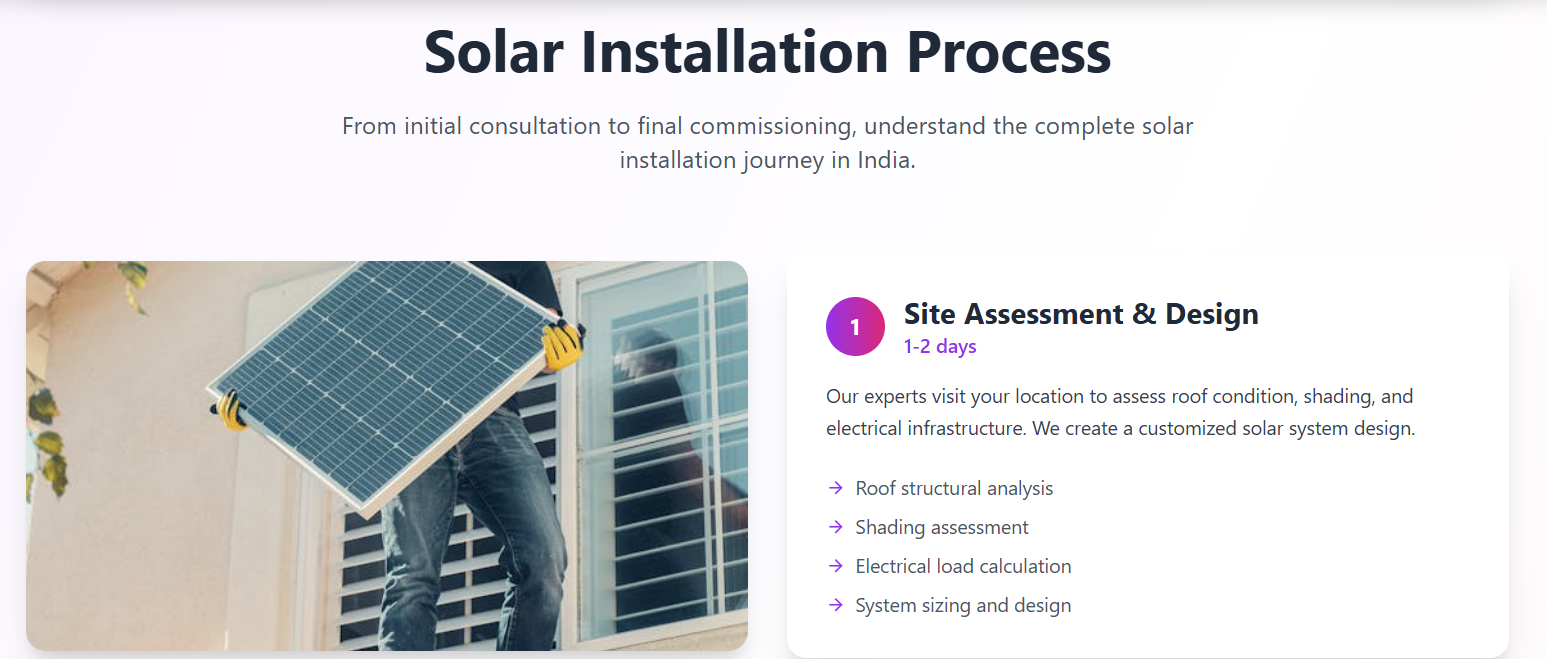 Solar Installation Process
From initial consultation to final commissioning, understand the complete solar
installation journey in India.
1
Site Assessment & Design
1-2 days
Our experts visit your location to assess roof condition, shading, and
electrical infrastructure. We create a customized solar system design.
→ Roof structural analysis
→ Shading assessment
→ Electrical load calculation
→ System sizing and design